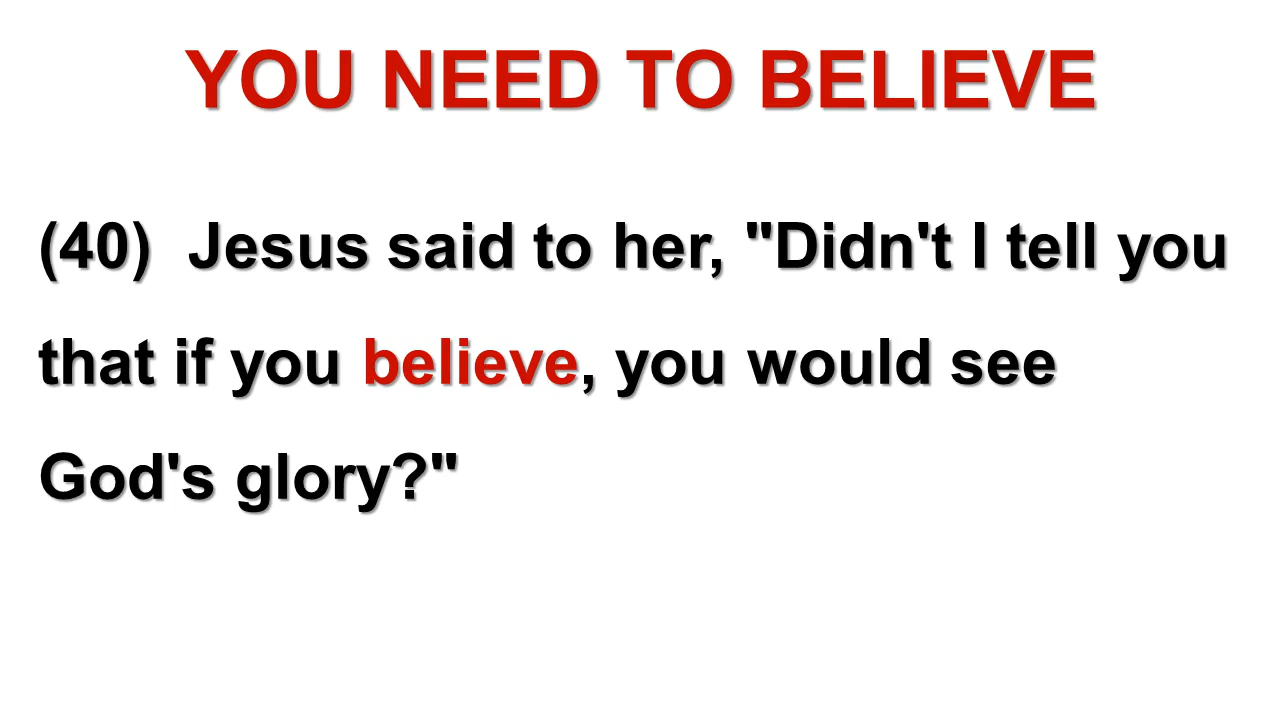 YOU NEED TO BELIEVE
(40)  Jesus said to her, "Didn't I tell you
that if you believe, you would see
God's glory?"